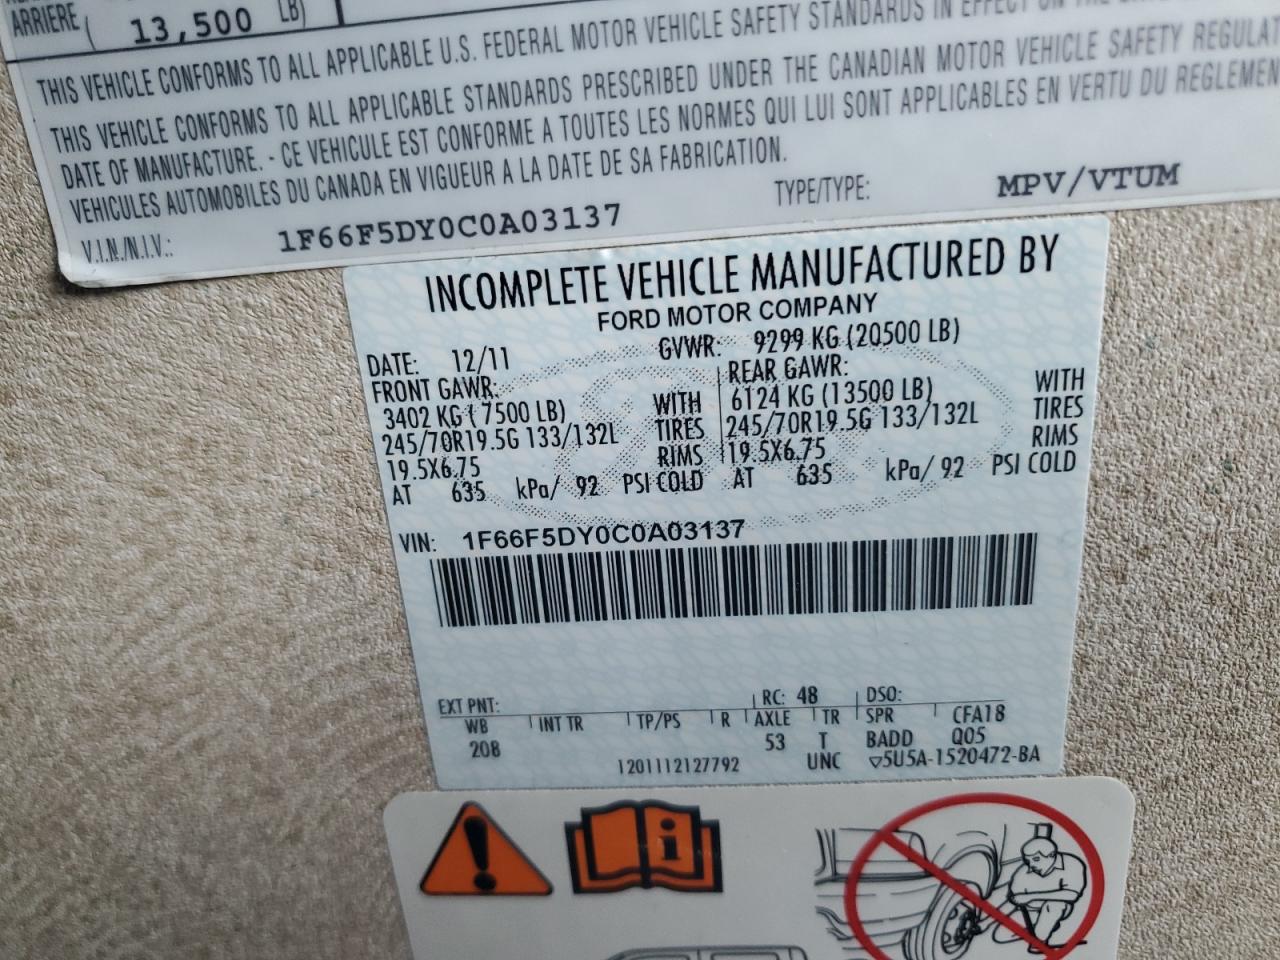 ARRIERE ( 13,500 LB)
THIS VEHICLE CONFORMS TO ALL APPLICABLE U.S. FEDERAL MOTOR VEHICLE SAFETY STANDARDS IN EFFECT ON THE
THIS VEHICLE CONFORMS TO ALL APPLICABLE STANDARDS PRESCRIBED UNDER THE CANADIAN MOTOR VEHICLE SAFETY REGULAT
DATE OF MANUFACTURE. - CE VEHICULE EST CONFORME A TOUTES LES NORMES QUI LUI SONT APPLICABLES EN VERTU DU REGLEMEN
VEHICULES AUTOMOBILES DU CANADA EN VIGUEUR A LA DATE DE SA FABRICATION.
V.I.N./N.I.V.: 1F66F5DY0C0A03137 TYPE/TYPE: MPV/VTUM
INCOMPLETE VEHICLE MANUFACTURED BY
FORD MOTOR COMPANY
DATE: 12/11 GVWR: 9299 KG (20500 LB)
FRONT GAWR: REAR GAWR:
3402 KG ( 7500 LB) WITH 6124 KG (13500 LB) WITH
245/70R19.5G 133/132L TIRES 245/70R19.5G 133/132L TIRES
19.5X6.75 RIMS 19.5X6.75 RIMS
AT 635 kPa/ 92 PSI COLD AT 635 kPa/ 92 PSI COLD
VIN: 1F66F5DY0C0A03137
EXT PNT: RC: 48 DSO:
WB INT TR TP/PS R AXLE TR SPR CFA18
208 53 T BADD Q05
1201112127792 UNC ▽5U5A-1520472-BA